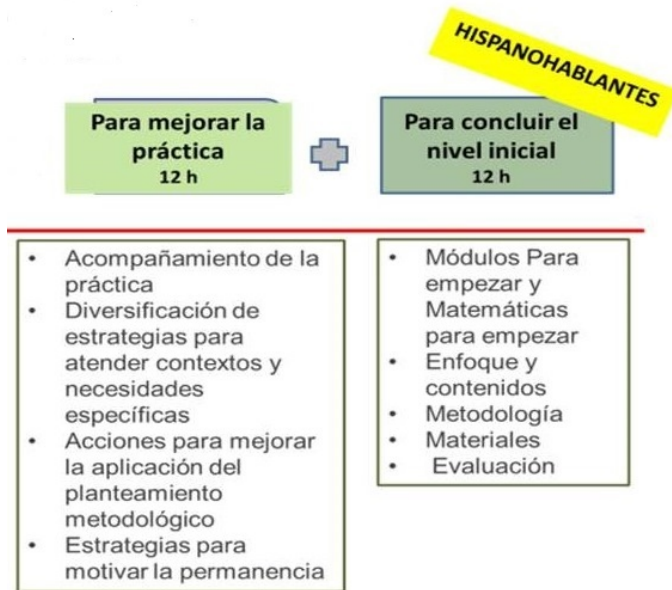 HISPANOHABLANTES
Para mejorar la
práctica
12 h
Para concluir el
nivel inicial
12 h
• Acompañamiento de la
práctica
• Diversificación de
estrategias para
atender contextos y
necesidades
específicas
• Acciones para mejorar
la aplicación del
planteamiento
metodológico
• Estrategias para
motivar la permanencia
• Módulos Para
empezar y
Matemáticas
para empezar
• Enfoque y
contenidos
• Metodología
• Materiales
• Evaluación